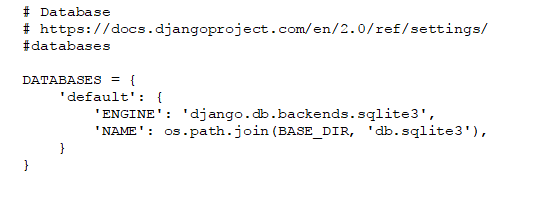 # Database
# https://docs.djangoproject.com/en/2.0/ref/settings/
#databases

DATABASES = {
    'default': {
        'ENGINE': 'django.db.backends.sqlite3',
        'NAME': os.path.join(BASE_DIR, 'db.sqlite3'),
    }
}